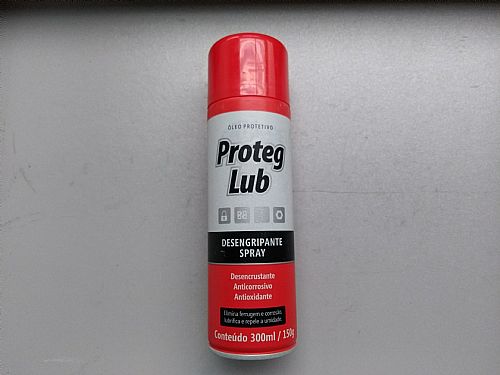 ÓLEO PROTETIVO
Proteg
Lub
DESENGRIPANTE
SPRAY
Desencrustante
Anticorrosivo
Antioxidante
Elimina ferrugem e corrosão,
lubrifica e repele a umidade.
Conteúdo 300ml / 150g